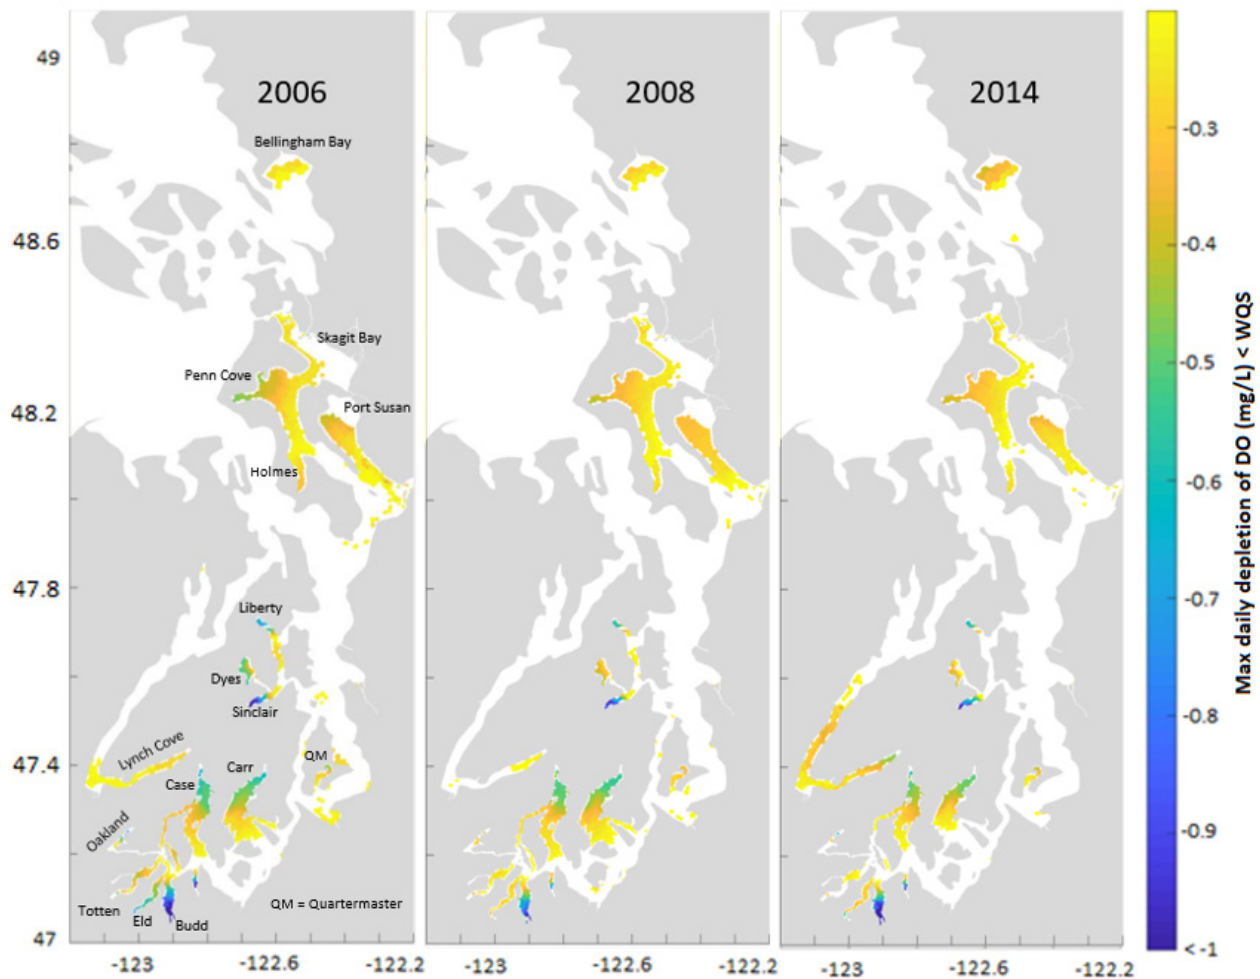 2006
2008
2014
Bellingham Bay
Skagit Bay
Penn Cove
Port Susan
Holmes
Liberty
Dyes
Sinclair
Lynch Cove
QM
Case
Carr
Oakland
Totten
Eld
Budd
QM = Quartermaster
49
48.6
48.2
47.8
47.4
47
-123
-122.6
-122.2
-123
-122.6
-122.2
-123
-122.6
-122.2
-0.3
-0.4
-0.5
-0.6
-0.7
-0.8
-0.9
< -1
Max daily depletion of DO (mg/L) < WQS